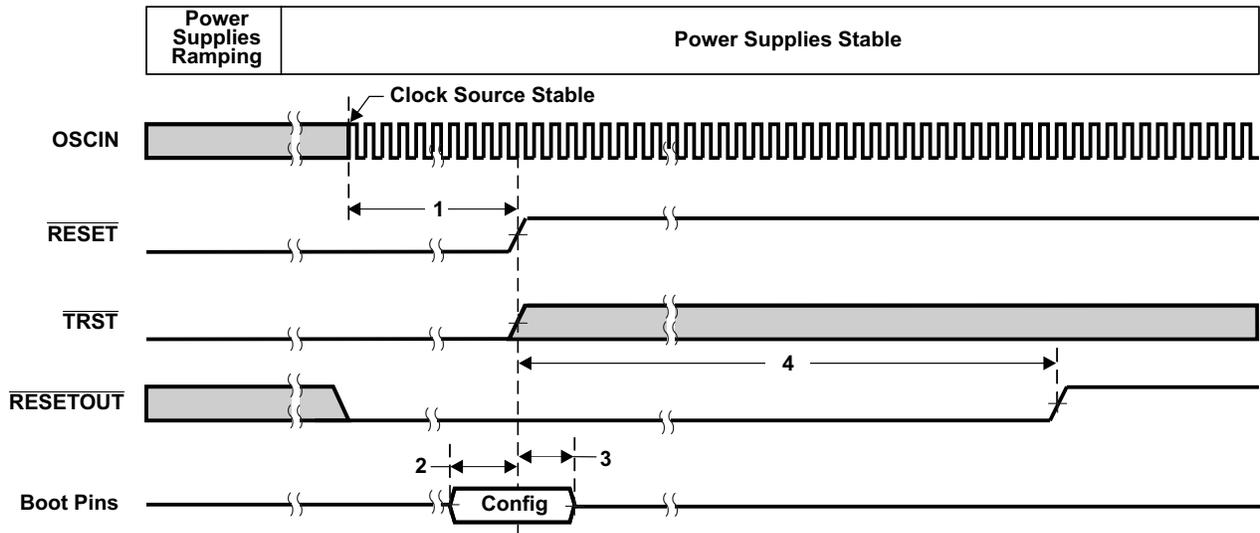 Power
Supplies
Ramping
Power Supplies Stable
Clock Source Stable
OSCIN
1
RESET
TRST
4
RESETOUT
2
3
Boot Pins
Config